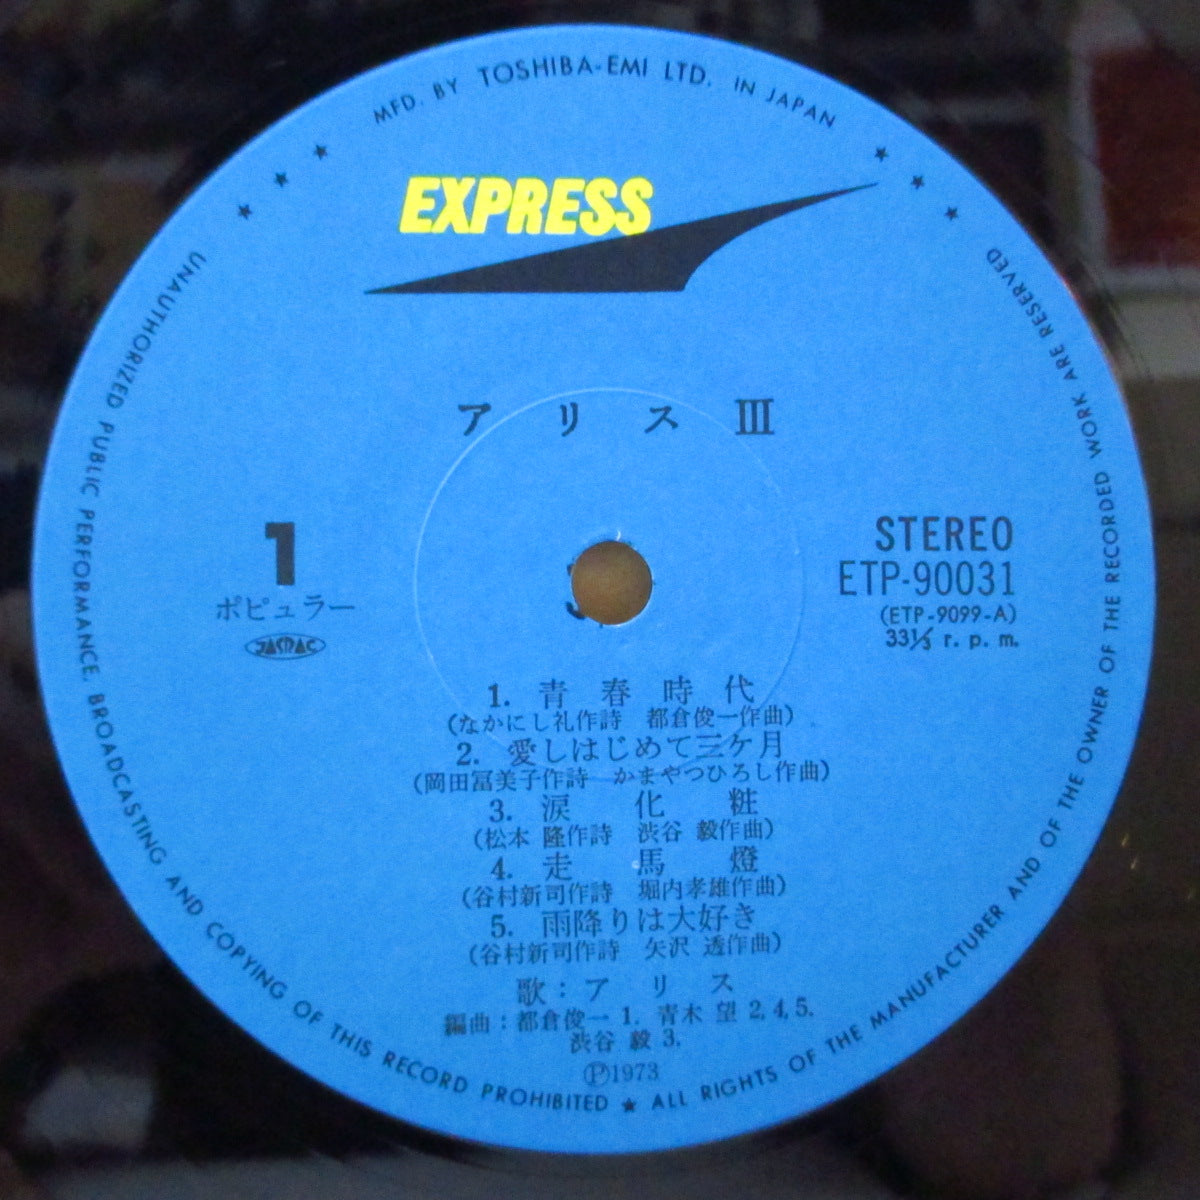 MFD. BY TOSHIBA-EMI LTD. IN JAPAN
EXPRESS
アリスIII
1
ポピュラー
JASRAC
STEREO
ETP-90031
(ETP-9099-A)
33⅓ r. p. m.
1. 青春時代
(なかにし礼作詩 都倉俊一作曲)
2. 愛しはじめて三ケ月
(岡田冨美子作詩 かまやつひろし作曲)
3. 涙化粧
(松本 隆作詩 渋谷 毅作曲)
4. 走馬燈
(谷村新司作詩 堀内孝雄作曲)
5. 雨降りは大好き
(谷村新司作詩 矢沢 透作曲)
歌：アリス
編曲：都倉俊一 1. 青木 望 2,4,5.
渋谷 毅 3.
Ⓟ1973
UNAUTHORIZED PUBLIC PERFORMANCE, BROADCASTING AND COPYING OF THIS RECORD PROHIBITED ★ ALL RIGHTS OF THE MANUFACTURER AND OF THE OWNER OF THE RECORDED WORK ARE RESERVED